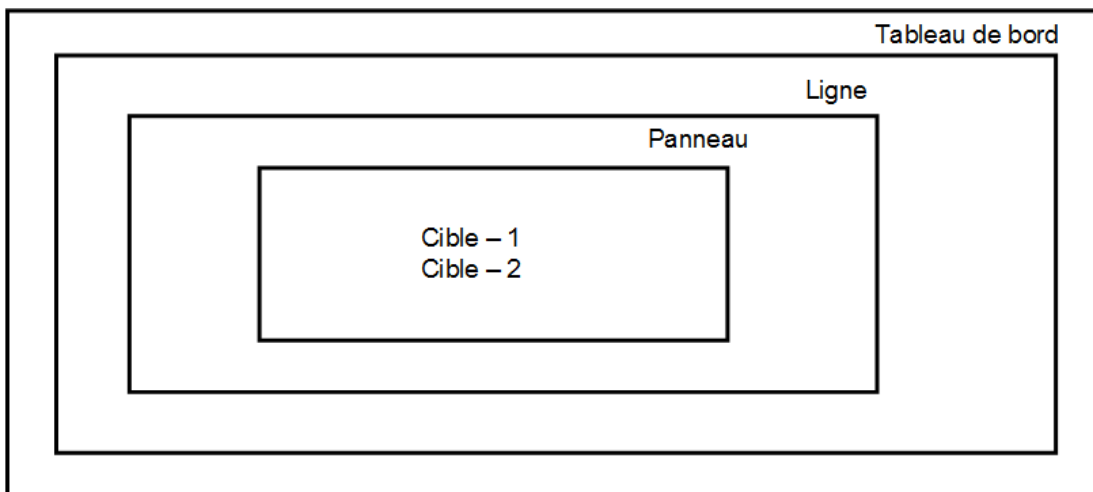 Tableau de bord
Ligne
Panneau
Cible – 1
Cible – 2